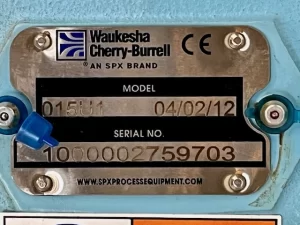 Waukesha
Cherry-Burrell
AN SPX BRAND
CE
MODEL
015U1 04/02/12
SERIAL NO.
1000002759703
WWW.SPXPROCESSEQUIPMENT.COM